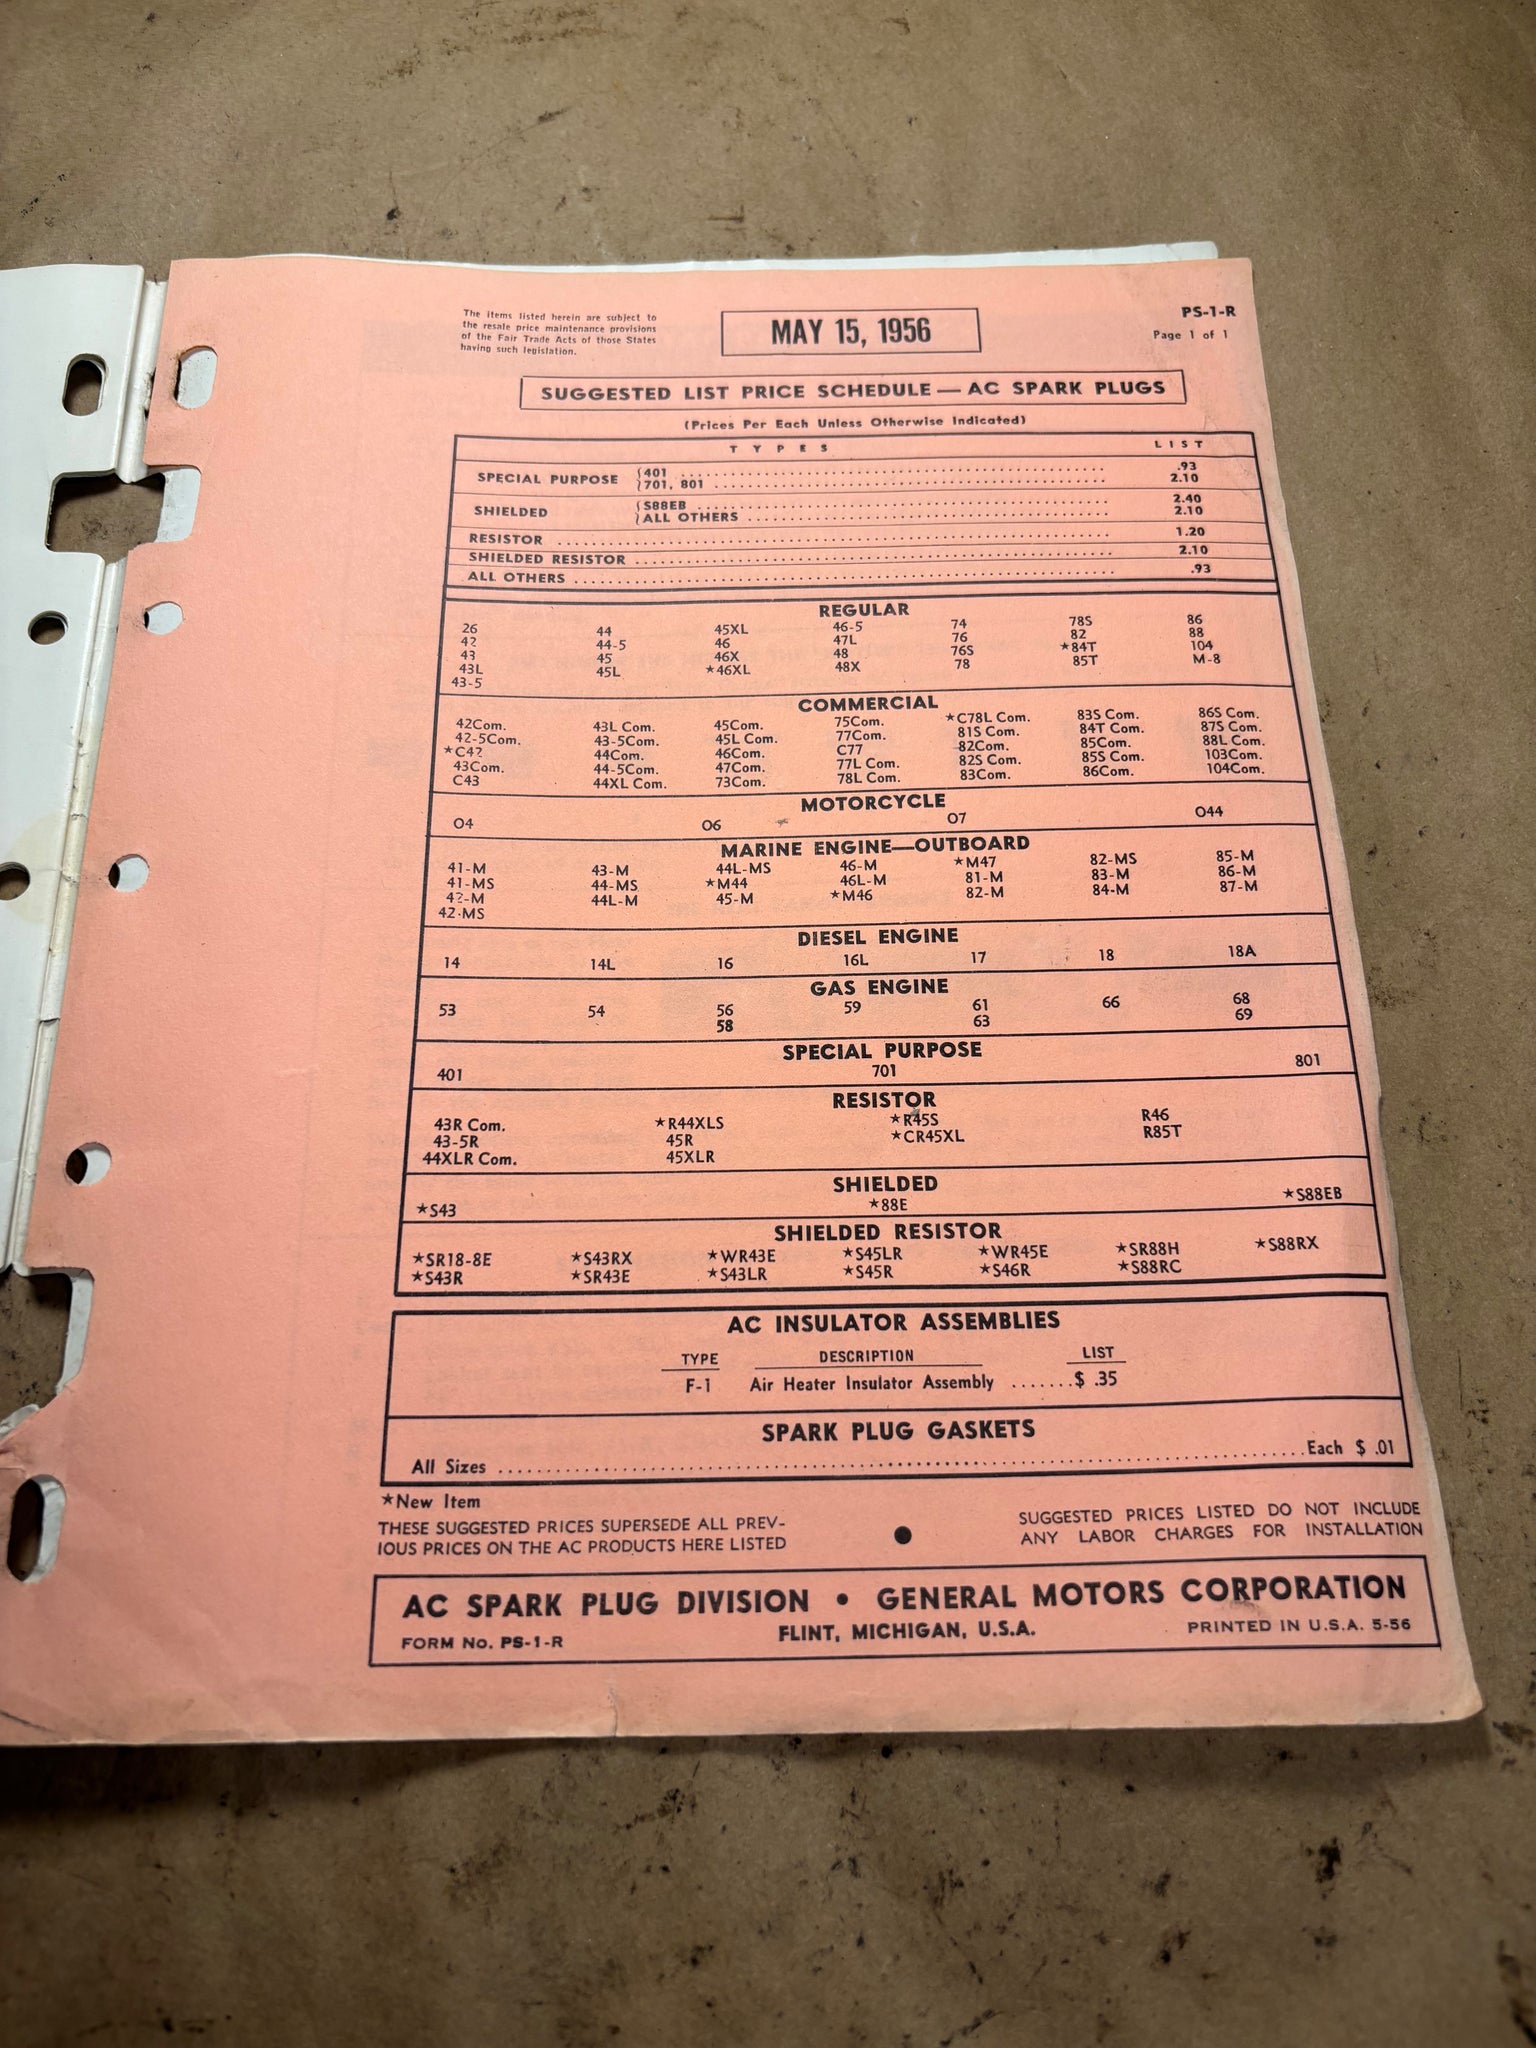 The items listed herein are subject to
the resale price maintenance provisions
of the Fair Trade Acts of those States
having such legislation.
MAY 15, 1956
PS-1-R
Page 1 of 1
SUGGESTED LIST PRICE SCHEDULE — AC SPARK PLUGS
(Prices Per Each Unless Otherwise Indicated)
TYPES LIST
SPECIAL PURPOSE {401 .93
{701, 801 2.10
SHIELDED {S88EB 2.40
{ALL OTHERS 2.10
RESISTOR 1.20
SHIELDED RESISTOR 2.10
ALL OTHERS .93
REGULAR
26 44 45XL 46-5 74 78S 86
42 44-5 46 47L 76 82 88
43 45 46X 48 76S ★84T 104
43L 45L ★46XL 48X 78 85T M-8
43-5
COMMERCIAL
42Com. 43L Com. 45Com. 75Com. ★C78L Com. 83S Com. 86S Com.
42-5Com. 43-5Com. 45L Com. 77Com. 81S Com. 84T Com. 87S Com.
★C42 44Com. 46Com. C77 82Com. 85Com. 88L Com.
43Com. 44-5Com. 47Com. 77L Com. 82S Com. 85S Com. 103Com.
C43 44XL Com. 73Com. 78L Com. 83Com. 86Com. 104Com.
MOTORCYCLE
O4 O6 O7 O44
MARINE ENGINE—OUTBOARD
41-M 43-M 44L-MS 46-M ★M47 82-MS 85-M
41-MS 44-MS ★M44 46L-M 81-M 83-M 86-M
42-M 44L-M 45-M ★M46 82-M 84-M 87-M
42-MS
DIESEL ENGINE
14 14L 16 16L 17 18 18A
GAS ENGINE
53 54 56 59 61 66 68
58 63 69
SPECIAL PURPOSE
401 701 801
RESISTOR
43R Com. ★R44XLS ★R45S R46
43-5R 45R ★CR45XL R85T
44XLR Com. 45XLR
SHIELDED
★S43 ★88E ★S88EB
SHIELDED RESISTOR
★SR18-8E ★S43RX ★WR43E ★S45LR ★WR45E ★SR88H ★S88RX
★S43R ★SR43E ★S43LR ★S45R ★S46R ★S88RC
AC INSULATOR ASSEMBLIES
TYPE DESCRIPTION LIST
F-1 Air Heater Insulator Assembly .......$ .35
SPARK PLUG GASKETS
All Sizes Each $ .01
★New Item
THESE SUGGESTED PRICES SUPERSEDE ALL PREV-
IOUS PRICES ON THE AC PRODUCTS HERE LISTED
●
SUGGESTED PRICES LISTED DO NOT INCLUDE
ANY LABOR CHARGES FOR INSTALLATION
AC SPARK PLUG DIVISION • GENERAL MOTORS CORPORATION
FORM No. PS-1-R FLINT, MICHIGAN, U.S.A. PRINTED IN U.S.A. 5-56